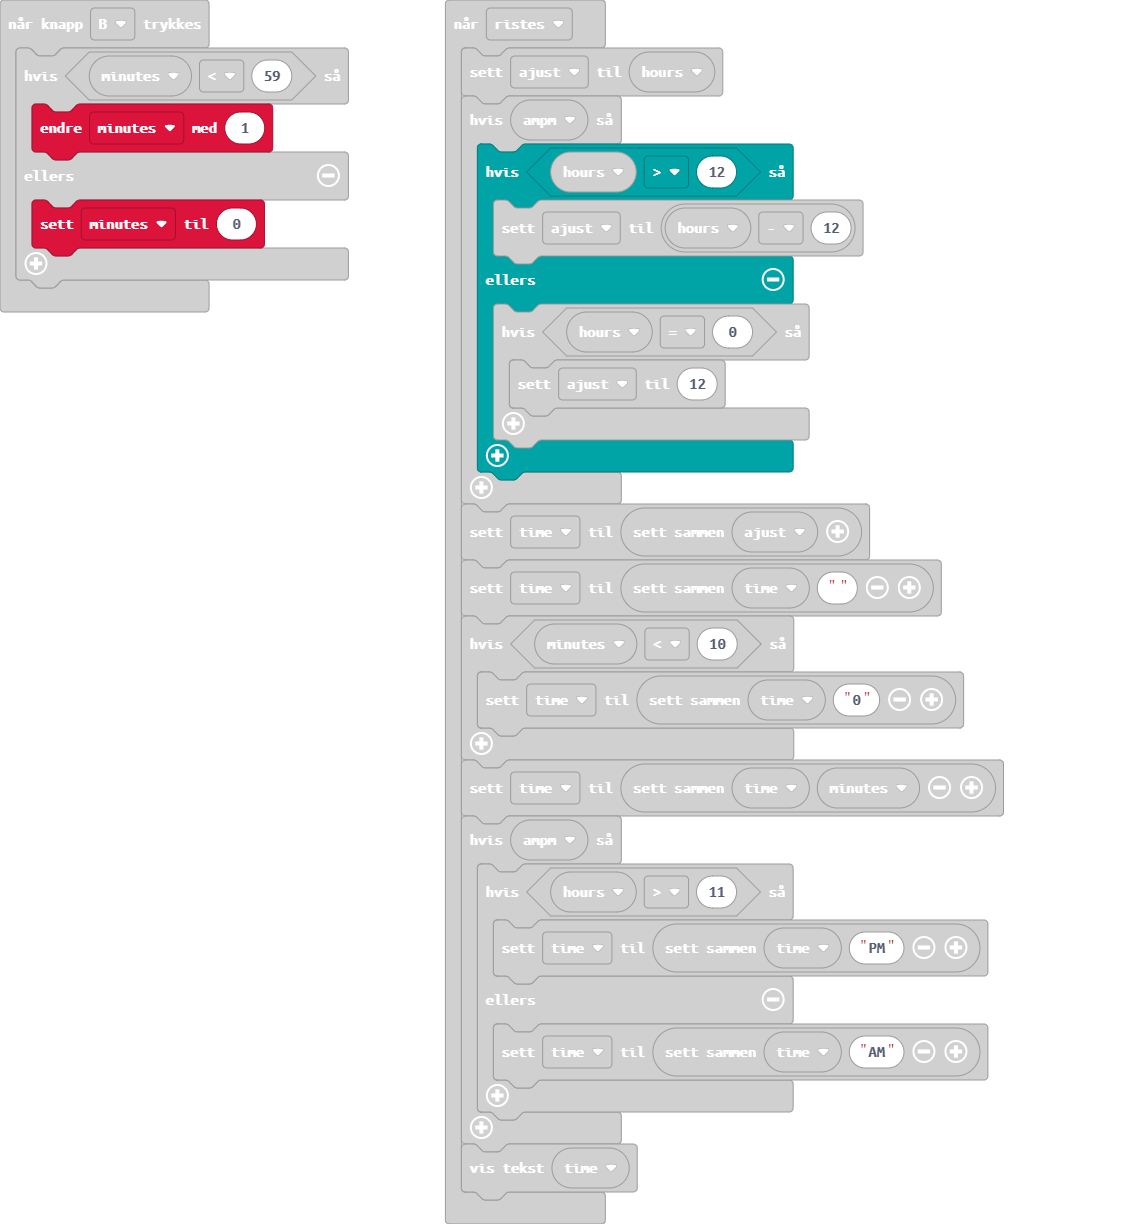 når knapp B trykkes
hvis minutes < 59 så
endre minutes med 1
ellers
sett minutes til 0
når ristes
sett ajust til hours
hvis ampm så
hvis hours > 12 så
sett ajust til hours - 12
ellers
hvis hours = 0 så
sett ajust til 12
sett time til sett sammen ajust
sett time til sett sammen time " "
hvis minutes < 10 så
sett time til sett sammen time "0"
sett time til sett sammen time minutes
hvis ampm så
hvis hours > 11 så
sett time til sett sammen time "PM"
ellers
sett time til sett sammen time "AM"
vis tekst time